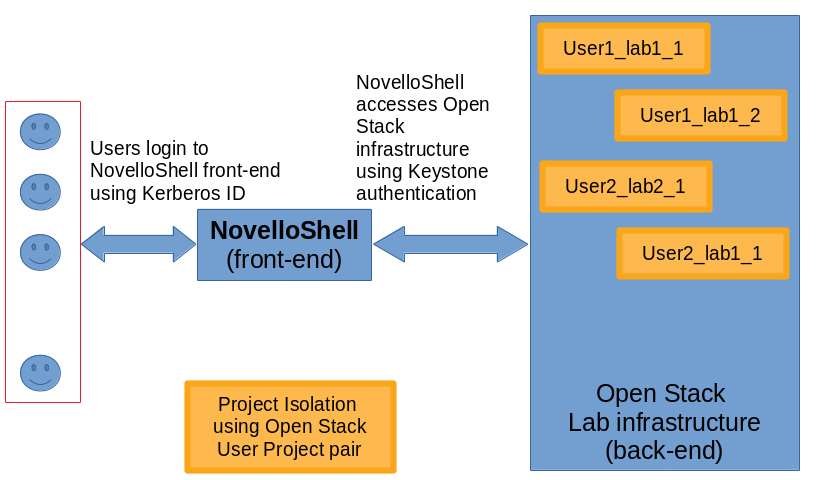 Users login to
NovelloShell front-end
using Kerberos ID
NovelloShell
accesses Open
Stack
infrastructure
using Keystone
authentication
NovelloShell
(front-end)
User1_lab1_1
User1_lab1_2
User2_lab2_1
User2_lab1_1
Open Stack
Lab infrastructure
(back-end)
Project Isolation
using Open Stack
User Project pair